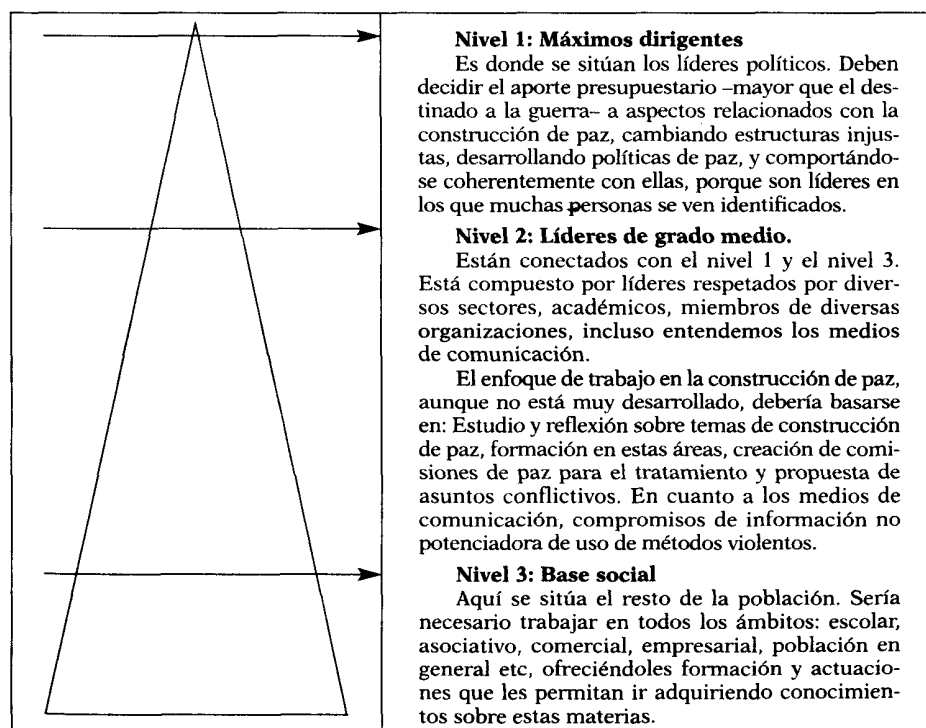 Nivel 1: Máximos dirigentes
Es donde se sitúan los líderes políticos. Deben
decidir el aporte presupuestario –mayor que el des-
tinado a la guerra– a aspectos relacionados con la
construcción de paz, cambiando estructuras injus-
tas, desarrollando políticas de paz, y comportándo-
se coherentemente con ellas, porque son líderes en
los que muchas personas se ven identificados.
Nivel 2: Líderes de grado medio.
Están conectados con el nivel 1 y el nivel 3.
Está compuesto por líderes respetados por diver-
sos sectores, académicos, miembros de diversas
organizaciones, incluso entendemos los medios
de comunicación.
El enfoque de trabajo en la construcción de paz,
aunque no está muy desarrollado, debería basarse
en: Estudio y reflexión sobre temas de construcción
de paz, formación en estas áreas, creación de comi-
siones de paz para el tratamiento y propuesta de
asuntos conflictivos. En cuanto a los medios de
comunicación, compromisos de información no
potenciadora de uso de métodos violentos.
Nivel 3: Base social
Aquí se sitúa el resto de la población. Sería
necesario trabajar en todos los ámbitos: escolar,
asociativo, comercial, empresarial, población en
general etc, ofreciéndoles formación y actuacio-
nes que les permitan ir adquiriendo conocimien-
tos sobre estas materias.